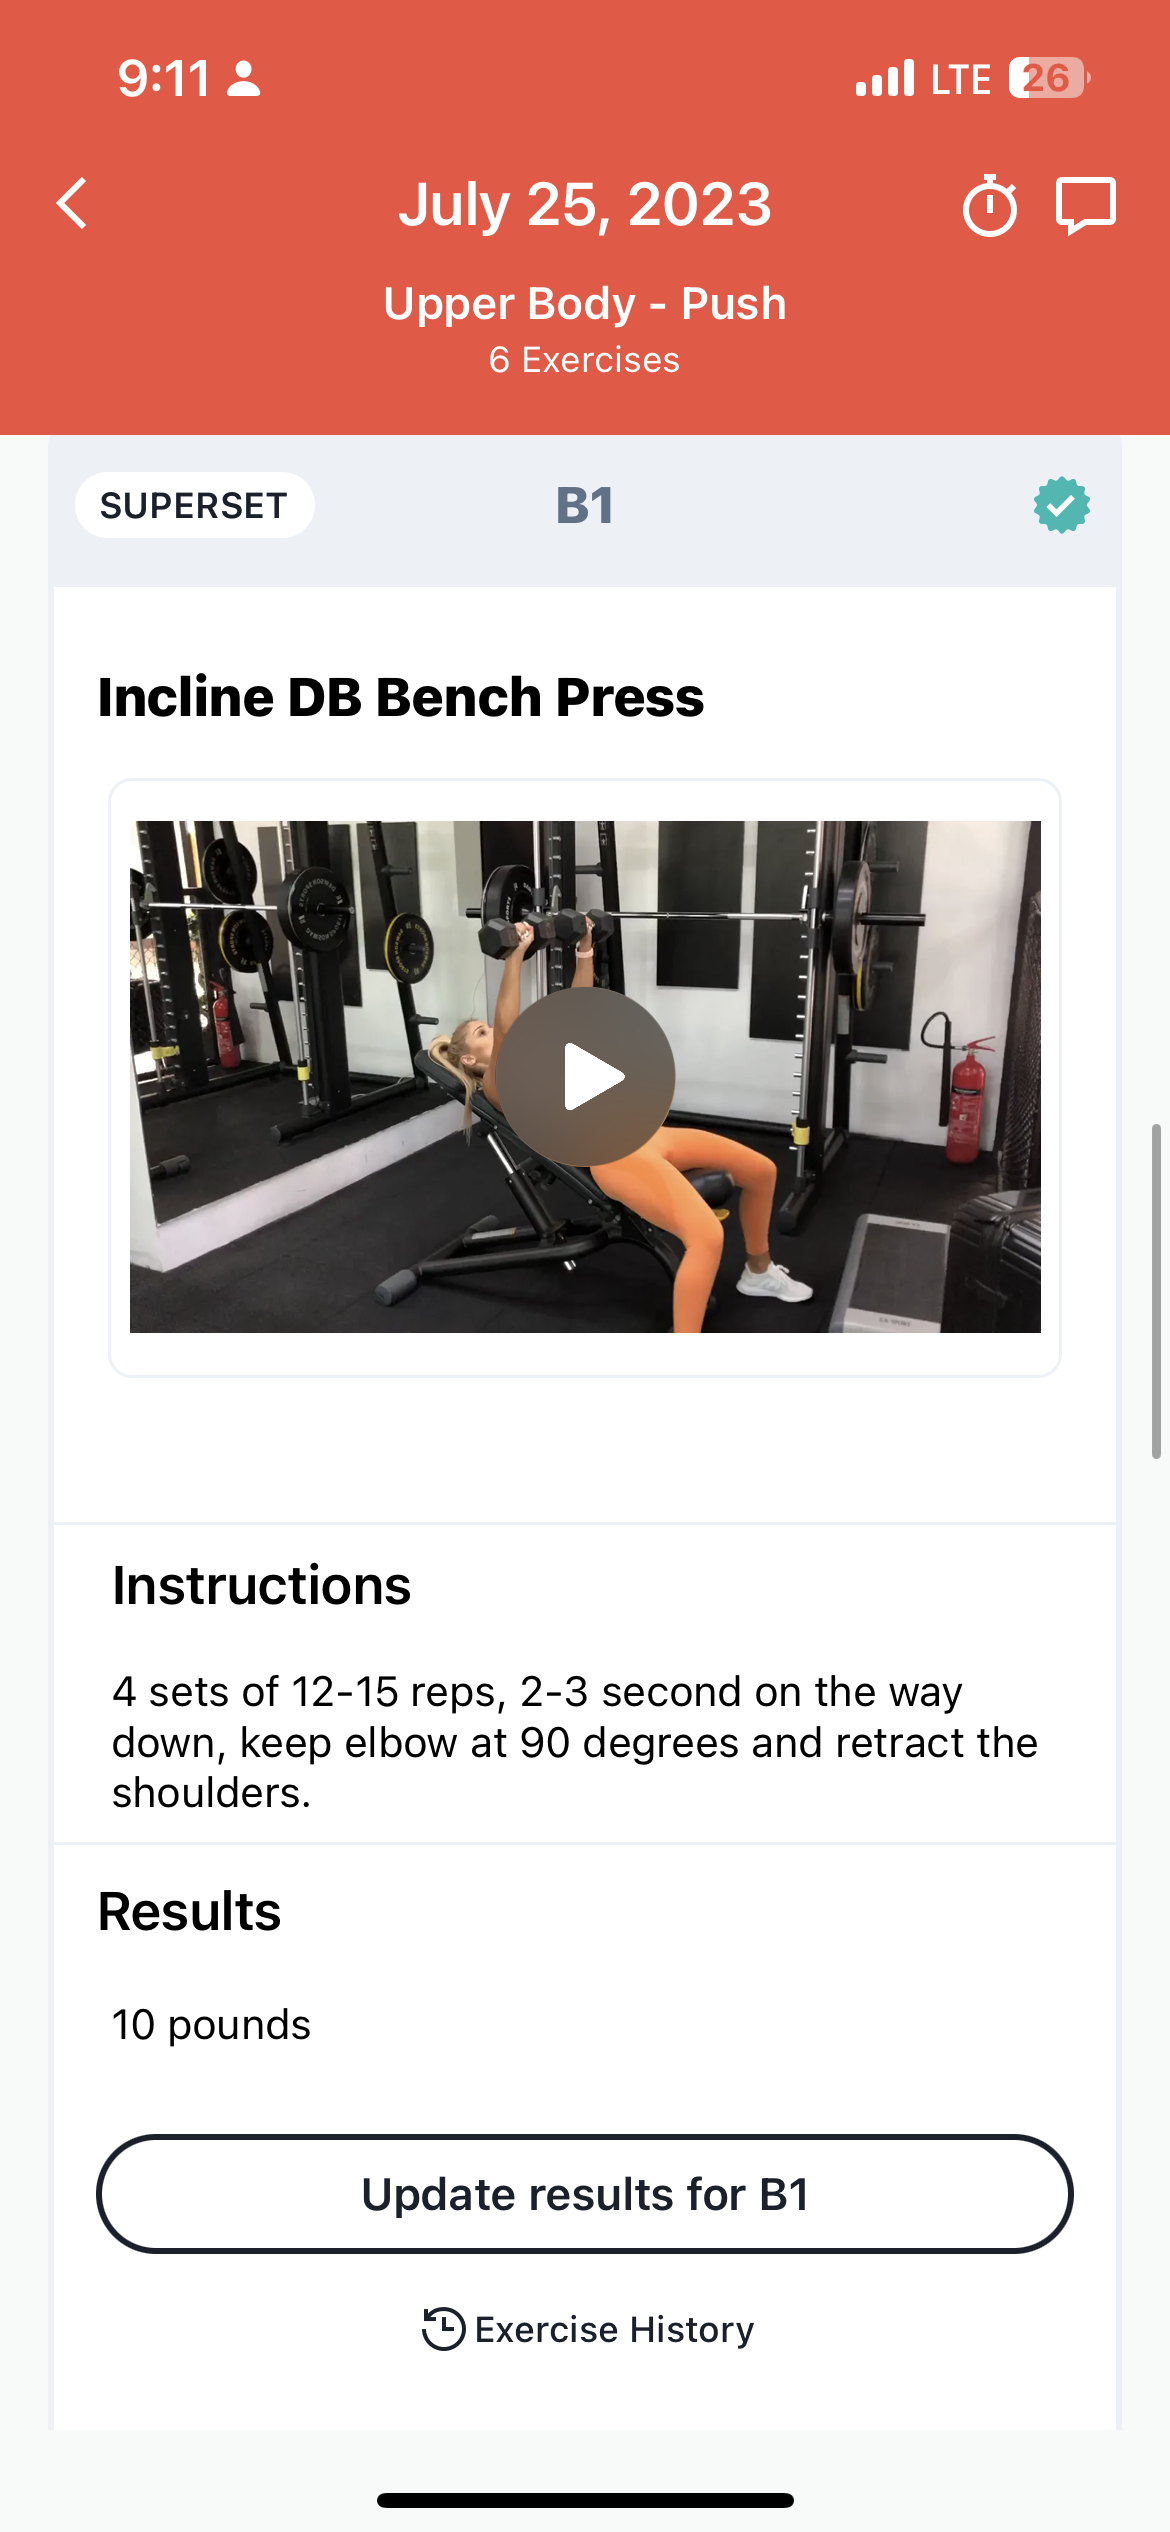 9:11
LTE 26
July 25, 2023
Upper Body - Push
6 Exercises
SUPERSET
B1
Incline DB Bench Press
Instructions
4 sets of 12-15 reps, 2-3 second on the way
down, keep elbow at 90 degrees and retract the
shoulders.
Results
10 pounds
Update results for B1
Exercise History